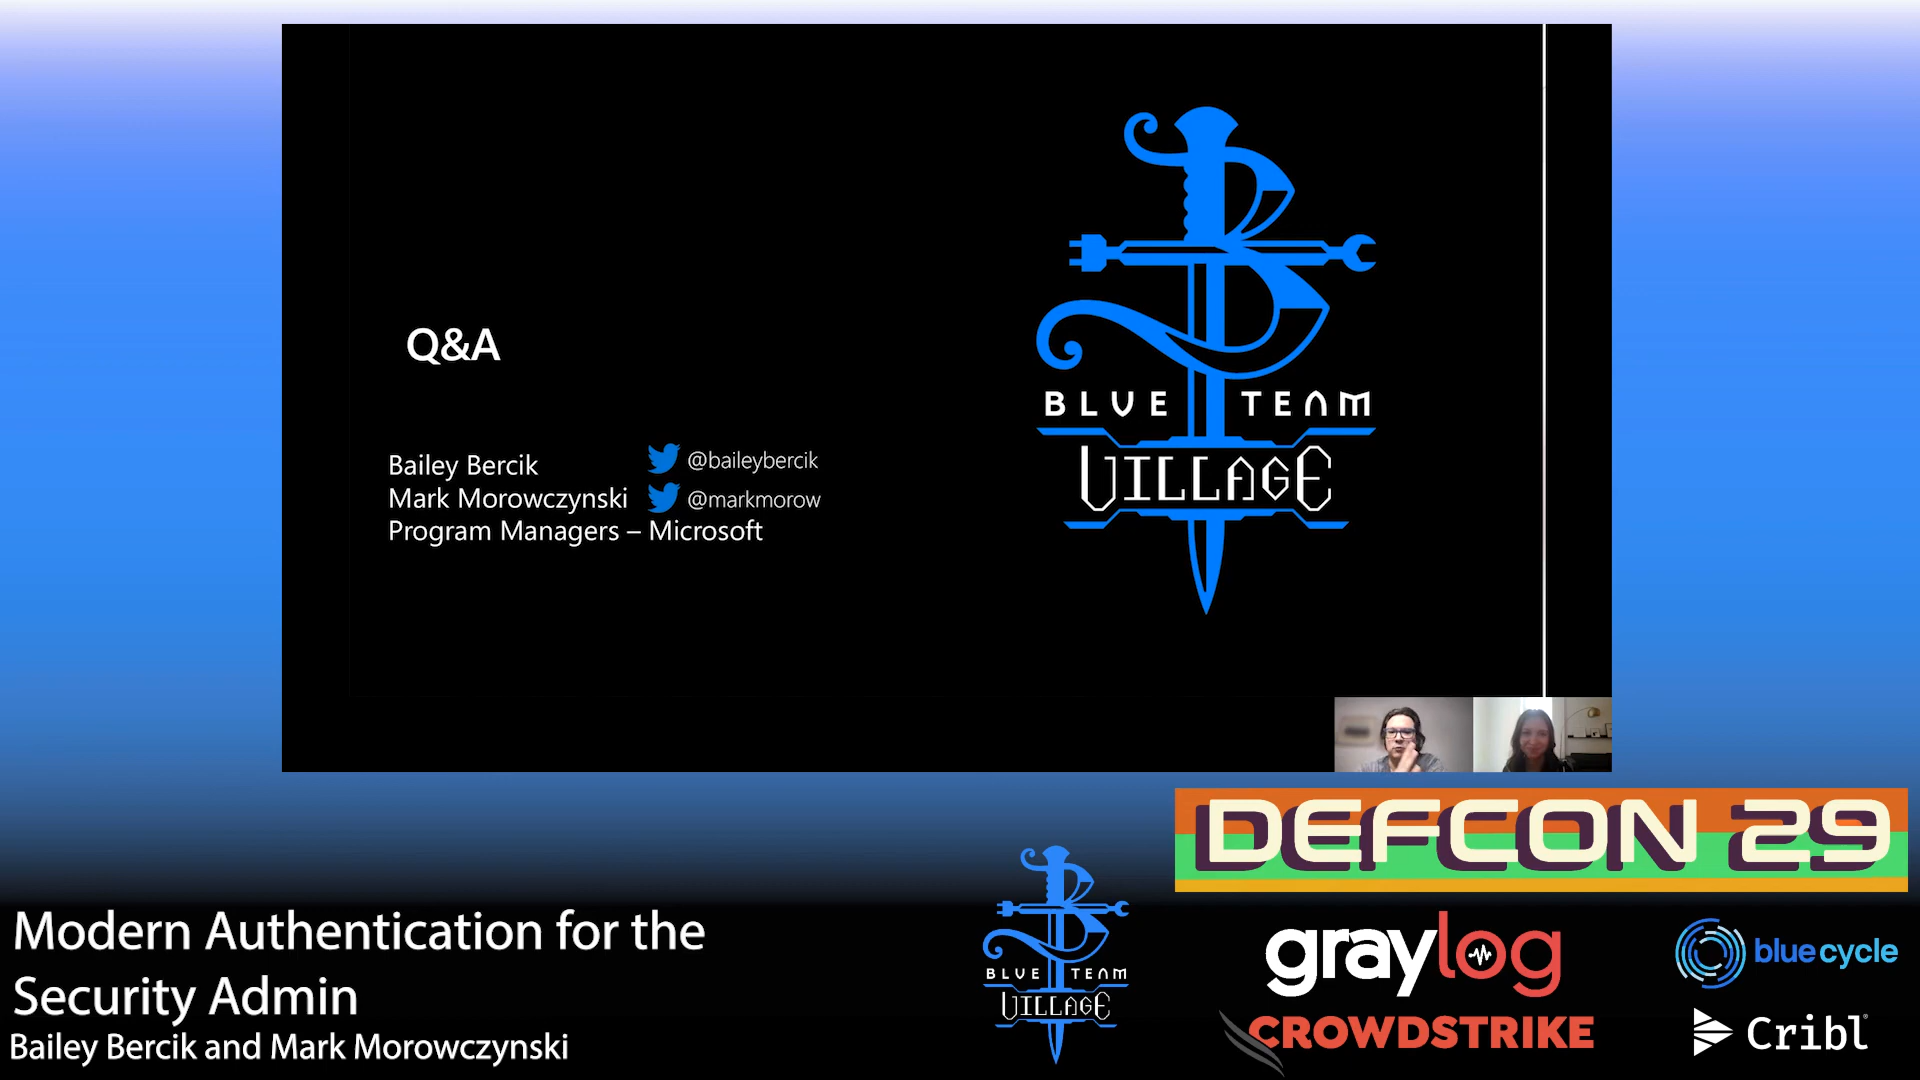 Q&A
Bailey Bercik
@baileybercik
Mark Morowczynski
@markmorow
Program Managers – Microsoft
BLUE TEAM
VILLAGE
DEFCON 29
Modern Authentication for the
Security Admin
Bailey Bercik and Mark Morowczynski
BLUE TEAM
VILLAGE
graylog
bluecycle
CROWDSTRIKE
Cribl